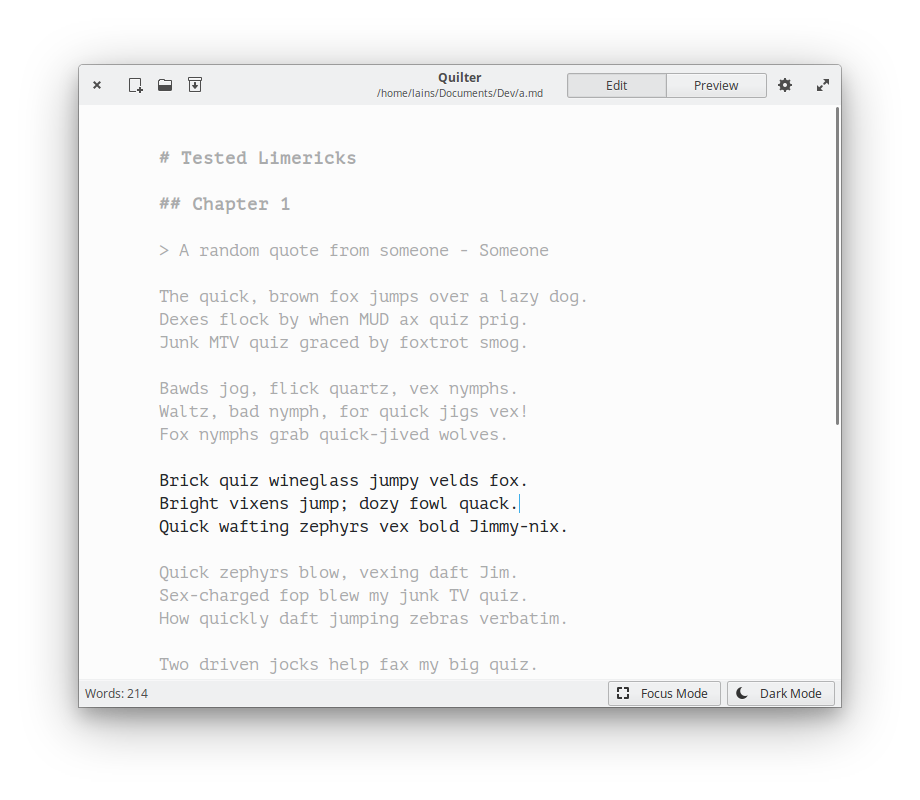 Quilter
/home/lains/Documents/Dev/a.md
Edit
Preview
# Tested Limericks
## Chapter 1
> A random quote from someone - Someone
The quick, brown fox jumps over a lazy dog.
Dexes flock by when MUD ax quiz prig.
Junk MTV quiz graced by foxtrot smog.
Bawds jog, flick quartz, vex nymphs.
Waltz, bad nymph, for quick jigs vex!
Fox nymphs grab quick-jived wolves.
Brick quiz wineglass jumpy velds fox.
Bright vixens jump; dozy fowl quack.
Quick wafting zephyrs vex bold Jimmy-nix.
Quick zephyrs blow, vexing daft Jim.
Sex-charged fop blew my junk TV quiz.
How quickly daft jumping zebras verbatim.
Two driven jocks help fax my big quiz.
Words: 214
Focus Mode
Dark Mode